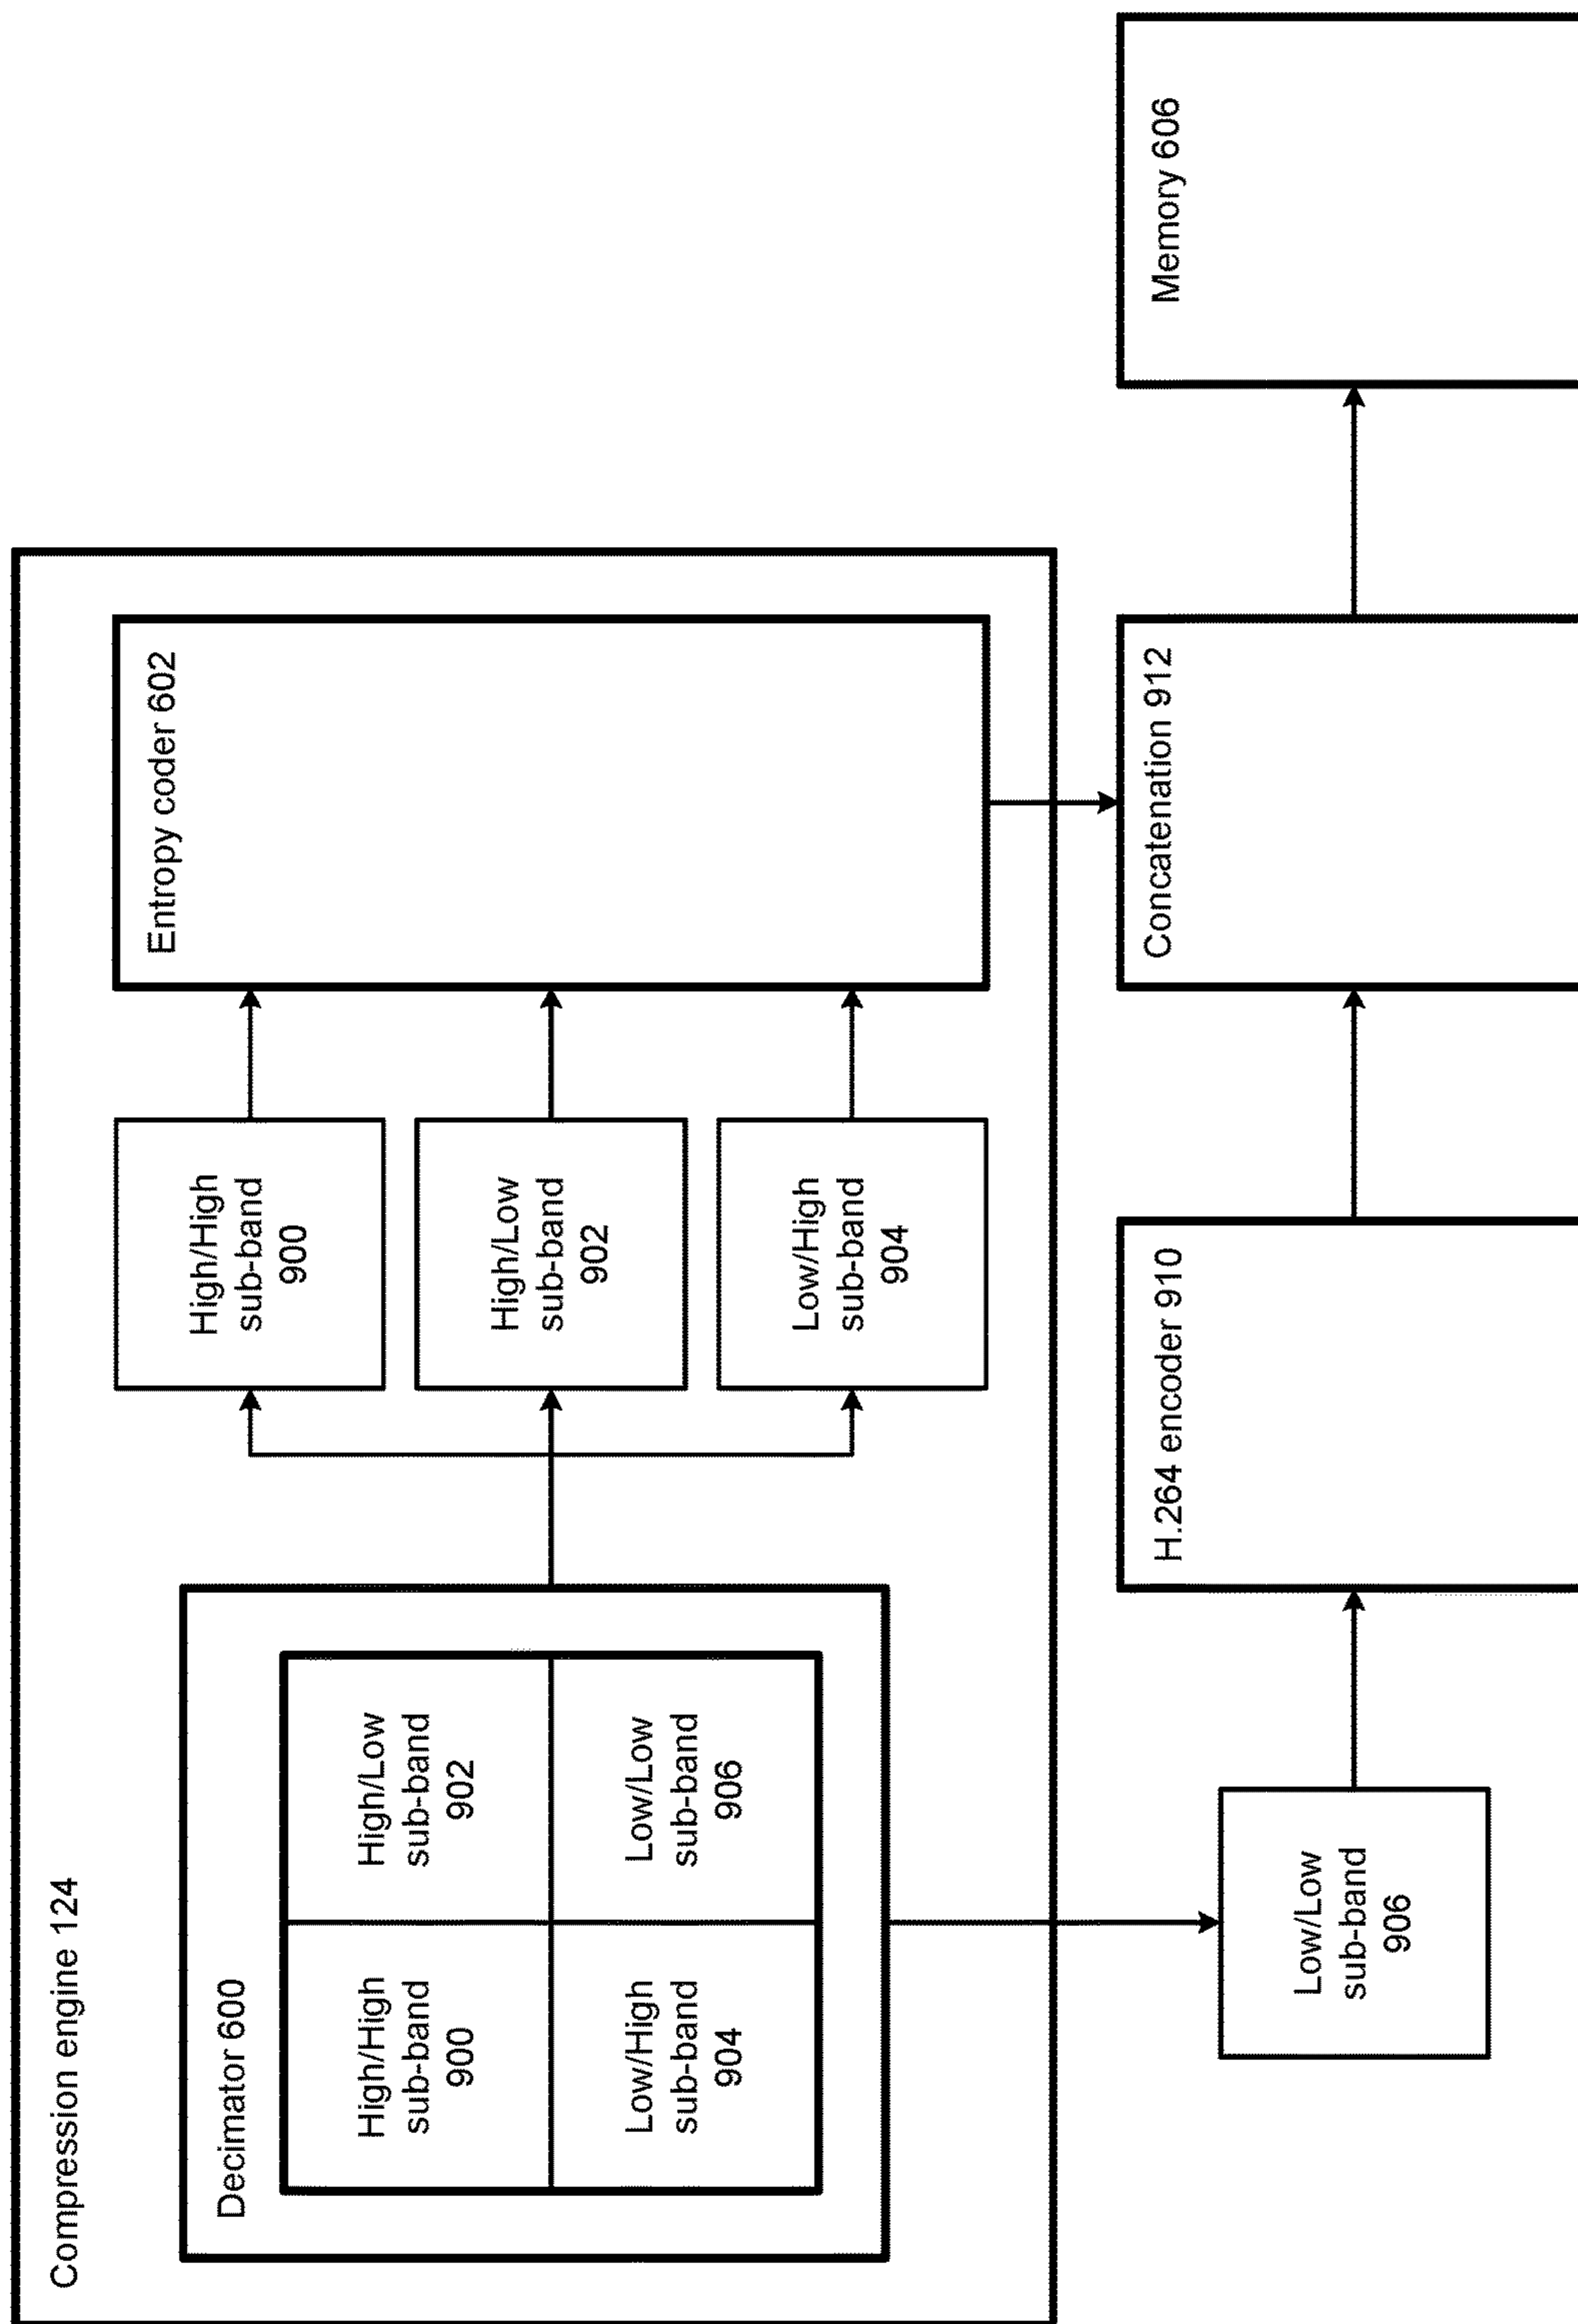 Compression engine 124
Decimator 600
High/High
sub-band
900
High/Low
sub-band
902
Low/High
sub-band
904
Low/Low
sub-band
906
High/High
sub-band
900
High/Low
sub-band
902
Low/High
sub-band
904
Entropy coder 602
Low/Low
sub-band
906
H.264 encoder 910
Concatenation 912
Memory 606